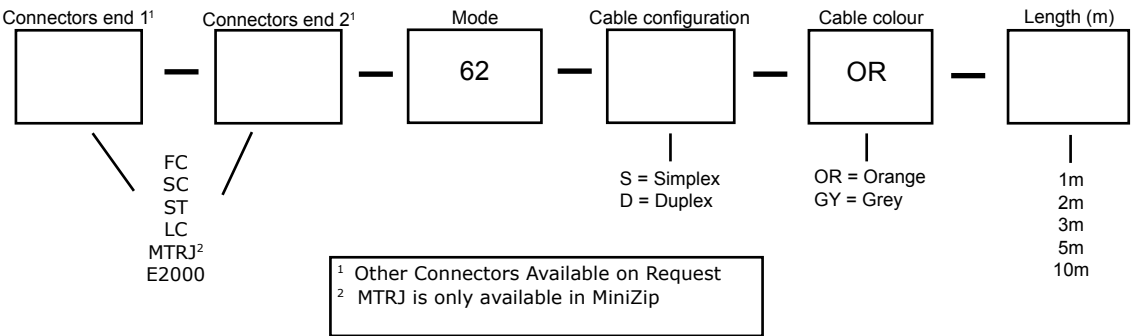 Connectors end 1¹
Connectors end 2¹
Mode
Cable configuration
Cable colour
Length (m)
62
OR
FC
SC
ST
LC
MTRJ²
E2000
S = Simplex
D = Duplex
OR = Orange
GY = Grey
1m
2m
3m
5m
10m
¹ Other Connectors Available on Request
² MTRJ is only available in MiniZip